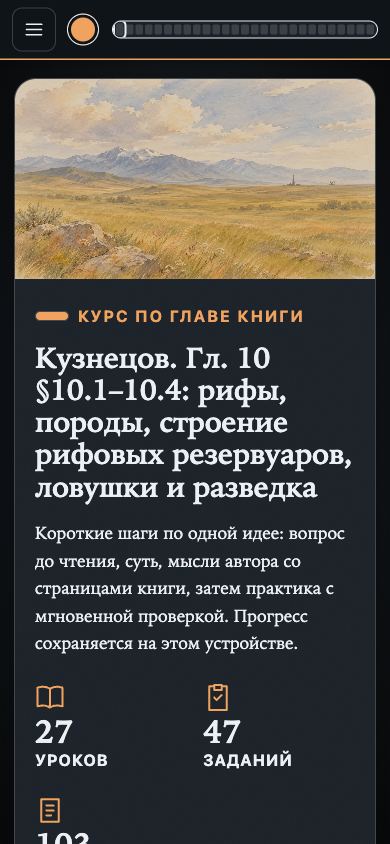 КУРС ПО ГЛАВЕ КНИГИ
Кузнецов. Гл. 10
§10.1–10.4: рифы,
породы, строение
рифовых резервуаров,
ловушки и разведка
Короткие шаги по одной идее: вопрос
до чтения, суть, мысли автора со
страницами книги, затем практика с
мгновенной проверкой. Прогресс
сохраняется на этом устройстве.
27 47
УРОКОВ ЗАДАНИЙ